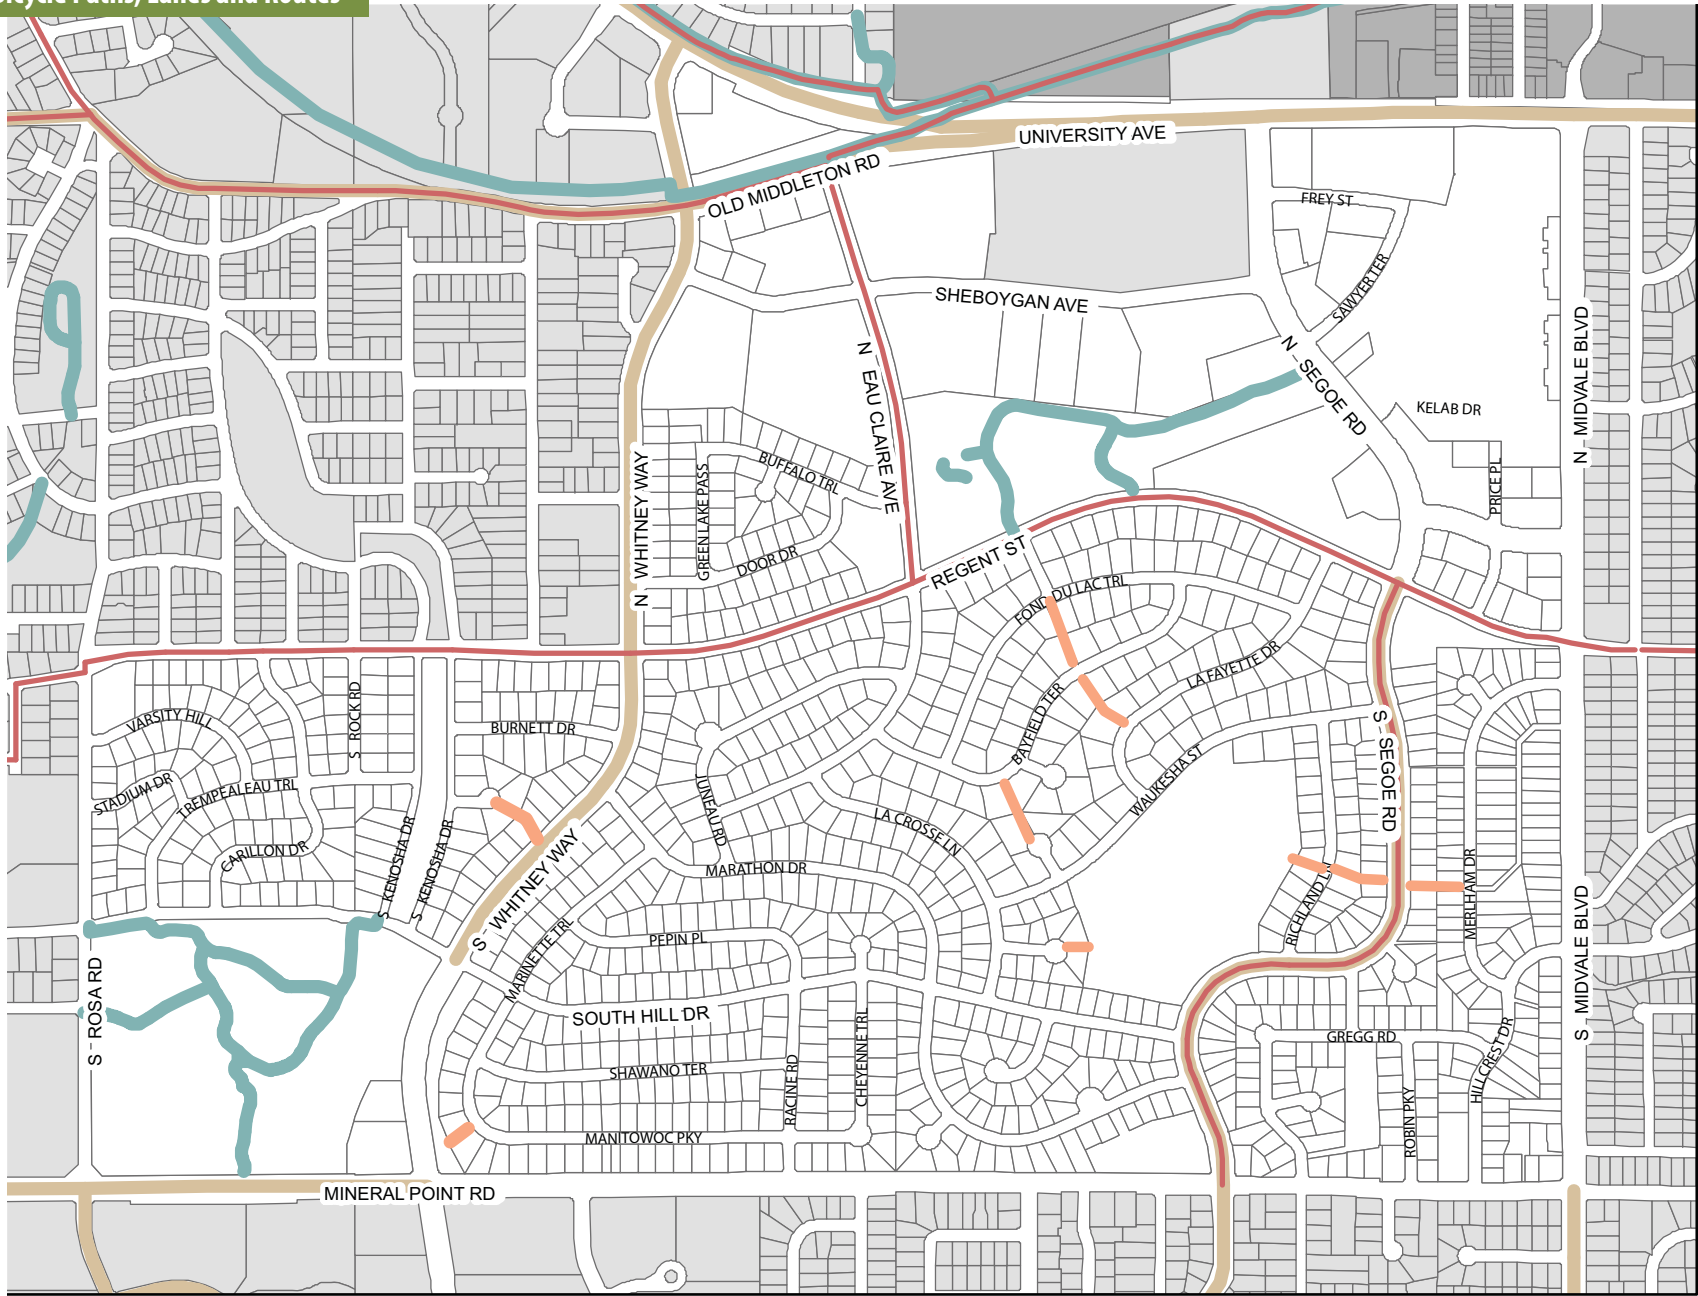 Paths, Lanes and Routes
UNIVERSITY AVE
OLD MIDDLETON RD
FREY ST
SAWYER TER
SHEBOYGAN AVE
N SEGOE RD
N MIDVALE BLVD
KELAB DR
PRICE PL
N EAU CLAIRE AVE
BUFFALO TRL
GREEN LAKE PASS
N WHITNEY WAY
DOOR DR
REGENT ST
FOND DU LAC TRL
LA FAYETTE DR
BAYFIELD TER
S ROCK RD
VARSITY HILL
BURNETT DR
STADIUM DR
TREMPEALEAU TRL
CARILLON DR
JUNEAU RD
WAUKESHA ST
S SEGOE RD
LA CROSSE LN
S KENOSHA DR
S KENOSHA DR
MARATHON DR
S WHITNEY WAY
RICHLAND LN
MERLHAM DR
MARINETTE TRL
PEPIN PL
S ROSA RD
S MIDVALE BLVD
SOUTH HILL DR
CHEYENNE TRL
GREGG RD
HILLCREST DR
SHAWANO TER
RACINE RD
ROBIN PKY
MANITOWOC PKY
MINERAL POINT RD